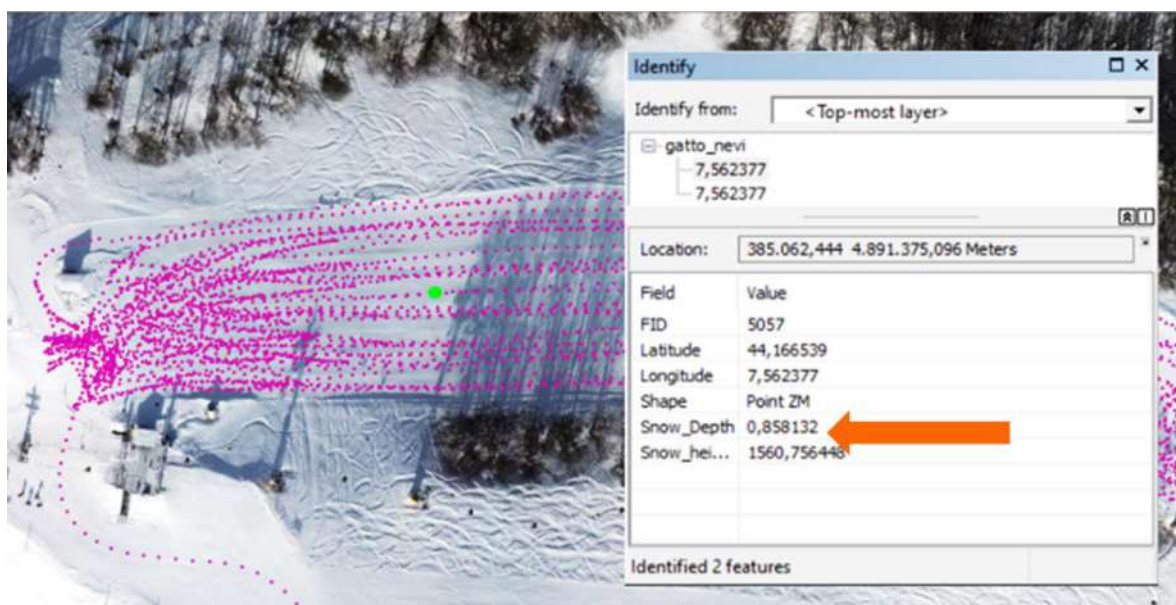 Identify
Identify from: <Top-most layer>
gatto_nevi
7,562377
7,562377
Location: 385.062,444 4.891.375,096 Meters
Field Value
FID 5057
Latitude 44,166539
Longitude 7,562377
Shape Point ZM
Snow_Depth 0,858132
Snow_hei... 1560,756448
Identified 2 features